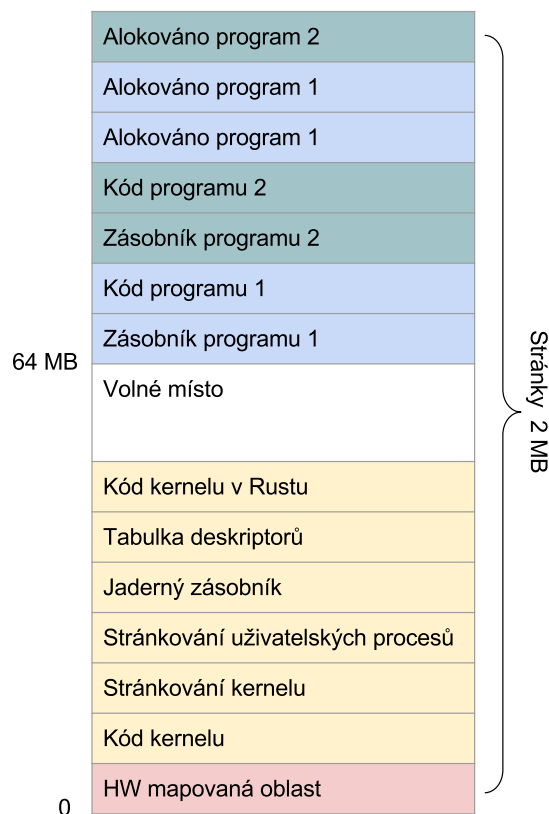 Alokováno program 2
Alokováno program 1
Alokováno program 1
Kód programu 2
Zásobník programu 2
Kód programu 1
Zásobník programu 1
64 MB
Volné místo
Kód kernelu v Rustu
Tabulka deskriptorů
Jaderný zásobník
Stránkování uživatelských procesů
Stránkování kernelu
Kód kernelu
HW mapovaná oblast
0
Stránky 2 MB